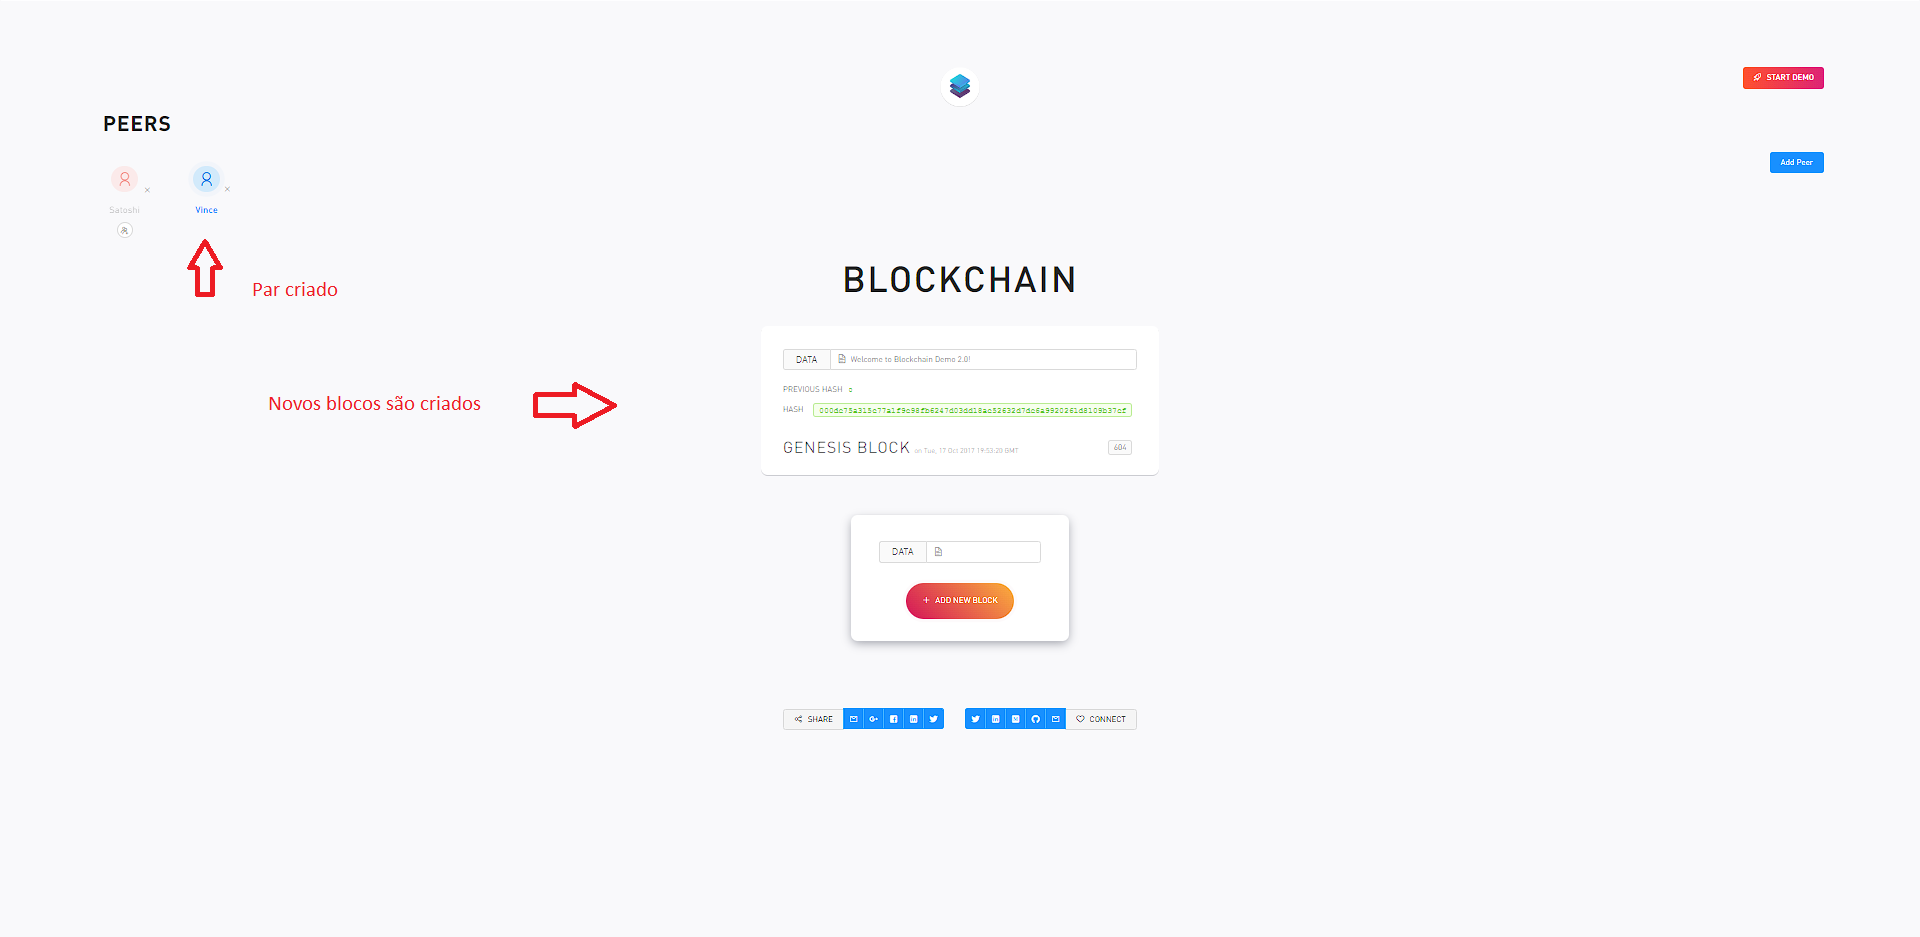 START DEMO
PEERS
Add Peer
Satoshi
Vince
Par criado
BLOCKCHAIN
DATA Welcome to Blockchain Demo 2.0!
PREVIOUS HASH 0
Novos blocos são criados
HASH 000dc75a315c77a1f9c98fb6247d03dd18ac52632d7dc6a9920261d8109b37cf
GENESIS BLOCK on Tue, 17 Oct 2017 19:53:20 GMT 604
DATA
+ ADD NEW BLOCK
SHARE
CONNECT